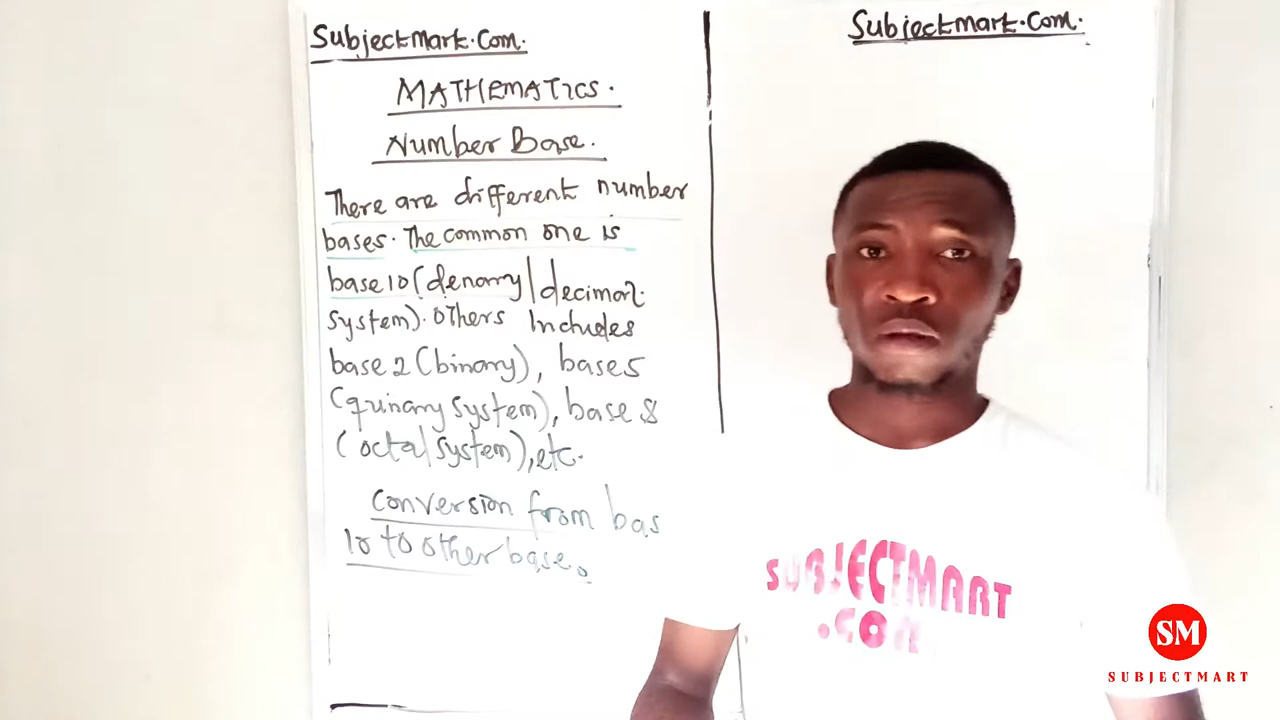 Subjectmart.Com.
MATHEMATICS.
Number Base.
There are different number
bases. The common one is
base 10 (denary/decimal
system). others includes
base 2 (binary), base 5
(quinary system), base 8
(octal system), etc.
Conversion from bas
10 to other base.
Subjectmart.Com.
SUBJECTMART
.COM
SM
SUBJECTMART